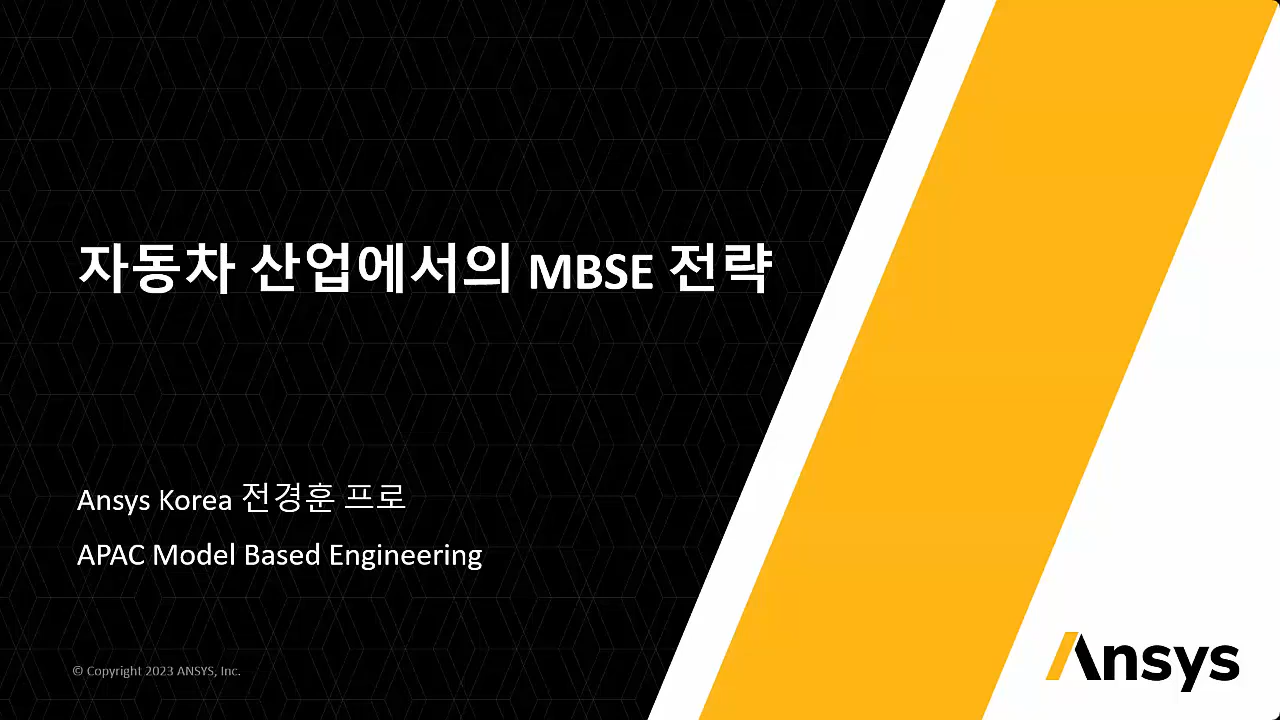 자동차 산업에서의 MBSE 전략
Ansys Korea 전경훈 프로
APAC Model Based Engineering
© Copyright 2023 ANSYS, Inc.
Ansys